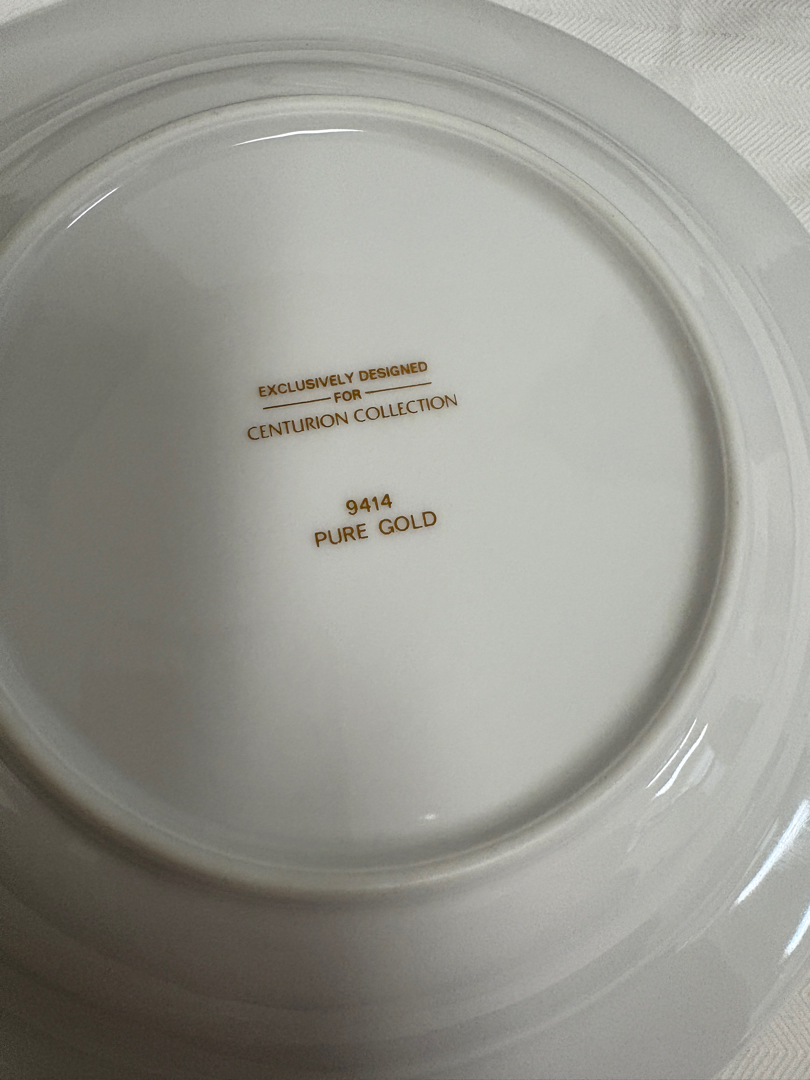 EXCLUSIVELY DESIGNED
FOR
CENTURION COLLECTION
9414
PURE GOLD